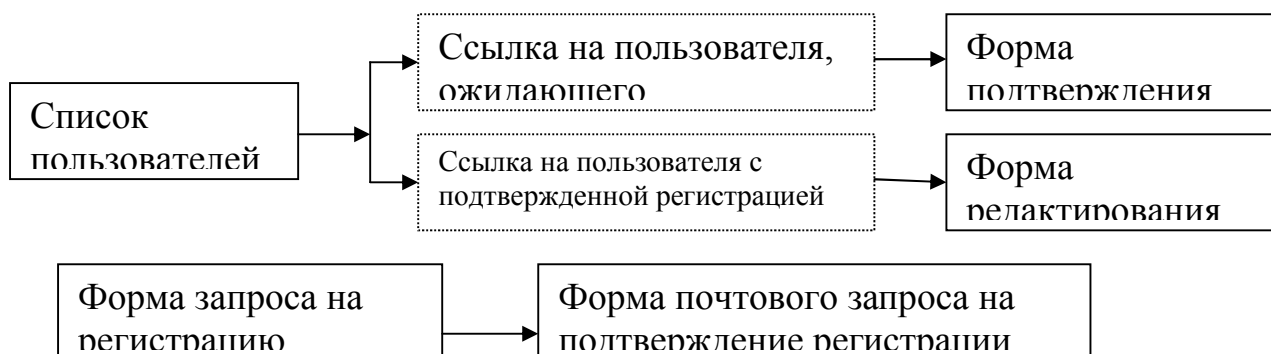 Ссылка на пользователя,
ожидающего
Форма
подтверждения
Список
пользователей
Ссылка на пользователя с
подтвержденной регистрацией
Форма
редактирования
Форма запроса на
регистрацию
Форма почтового запроса на
подтверждение регистрации